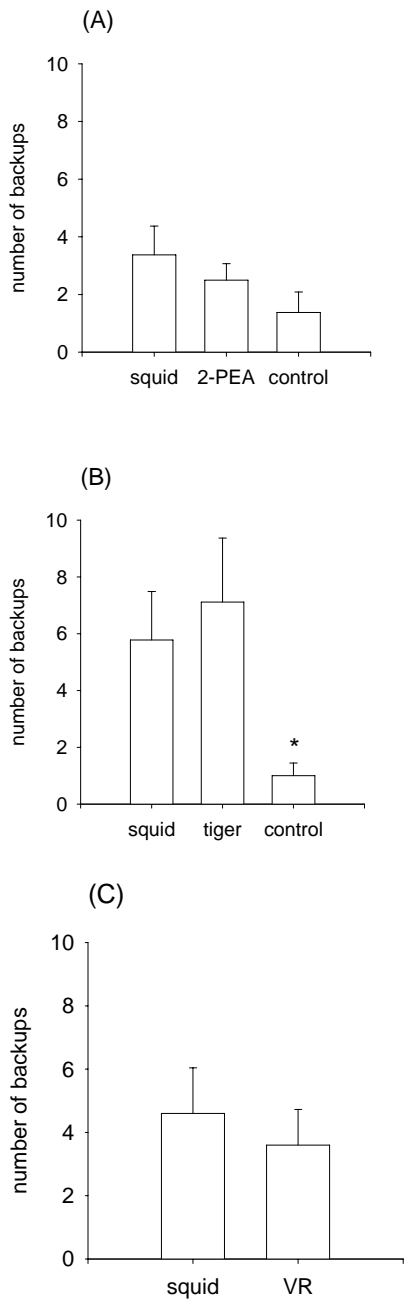 (A)
10
8
6
4
2
0
number of backups
squid 2-PEA control
(B)
10
8
6
4
2
0
number of backups
*
squid tiger control
(C)
10
8
6
4
2
0
number of backups
squid VR